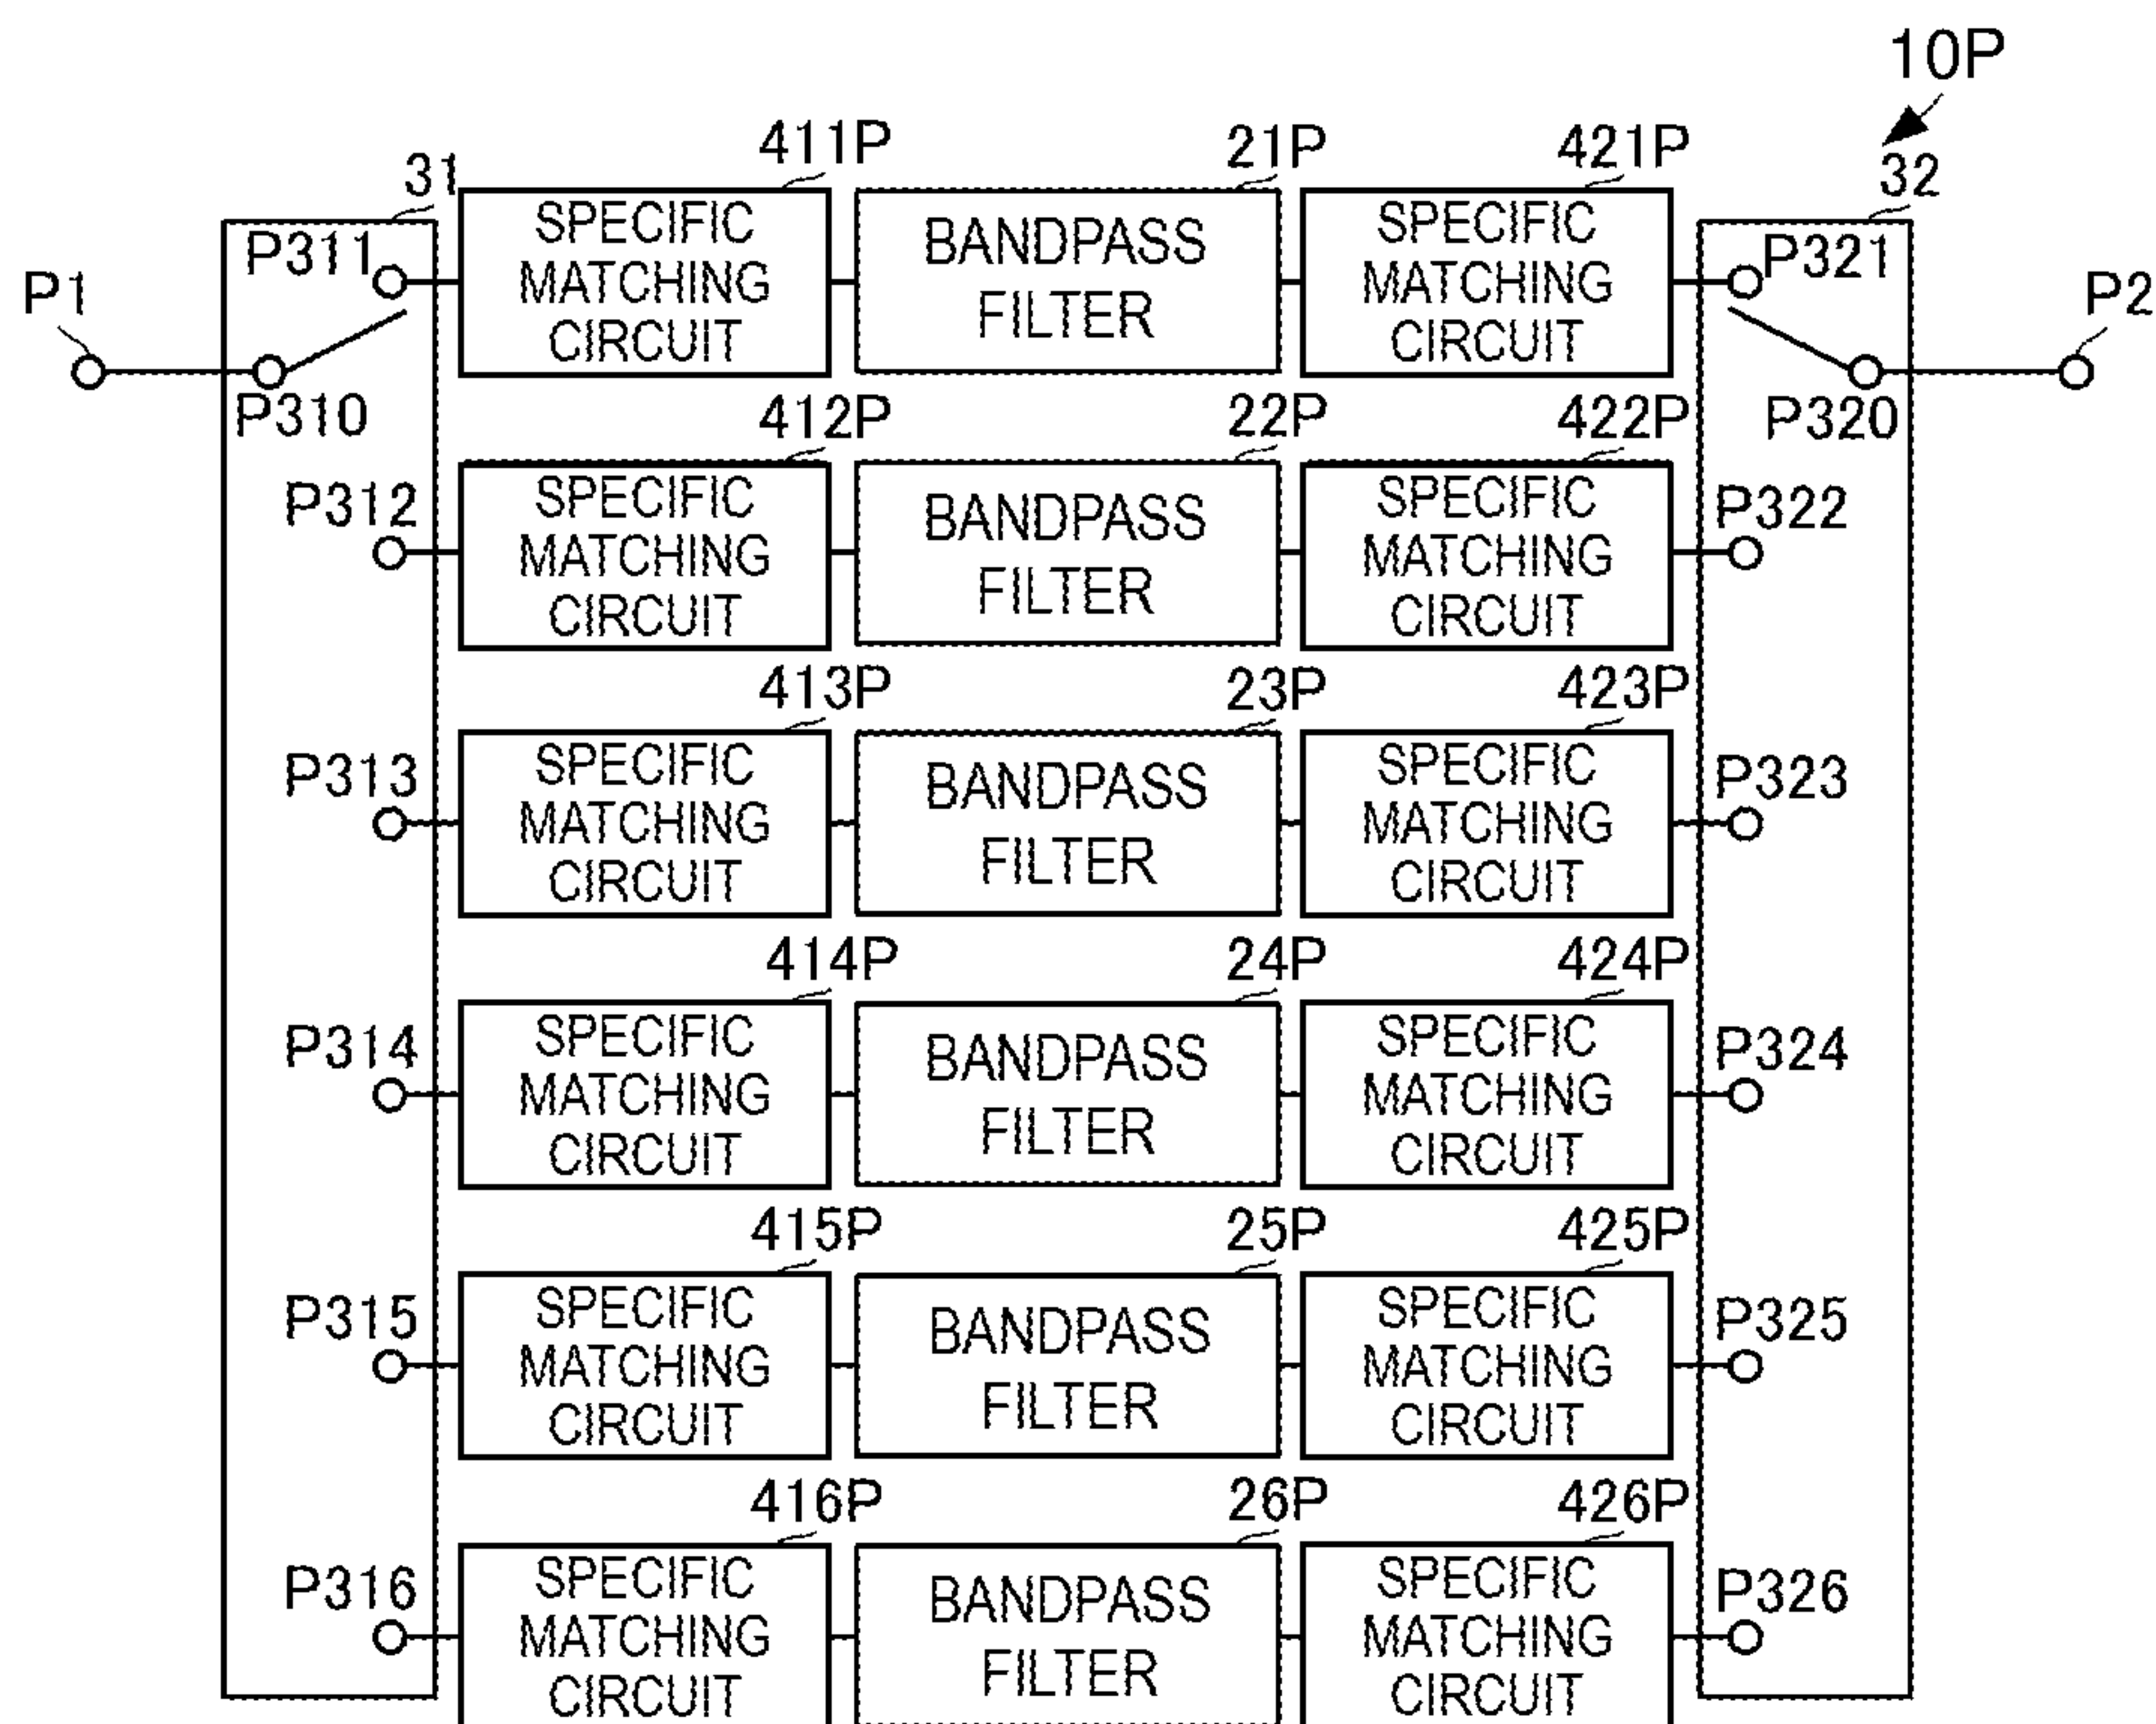 10P
411P 21P 421P
31 32
SPECIFIC
MATCHING
CIRCUIT
BANDPASS
FILTER
SPECIFIC
MATCHING
CIRCUIT
P311 P321
P1 P2
P310 P320
412P 22P 422P
P312
SPECIFIC
MATCHING
CIRCUIT
BANDPASS
FILTER
SPECIFIC
MATCHING
CIRCUIT
P322
413P 23P 423P
P313
SPECIFIC
MATCHING
CIRCUIT
BANDPASS
FILTER
SPECIFIC
MATCHING
CIRCUIT
P323
414P 24P 424P
P314
SPECIFIC
MATCHING
CIRCUIT
BANDPASS
FILTER
SPECIFIC
MATCHING
CIRCUIT
P324
415P 25P 425P
P315
SPECIFIC
MATCHING
CIRCUIT
BANDPASS
FILTER
SPECIFIC
MATCHING
CIRCUIT
P325
416P 26P 426P
P316
SPECIFIC
MATCHING
CIRCUIT
BANDPASS
FILTER
SPECIFIC
MATCHING
CIRCUIT
P326